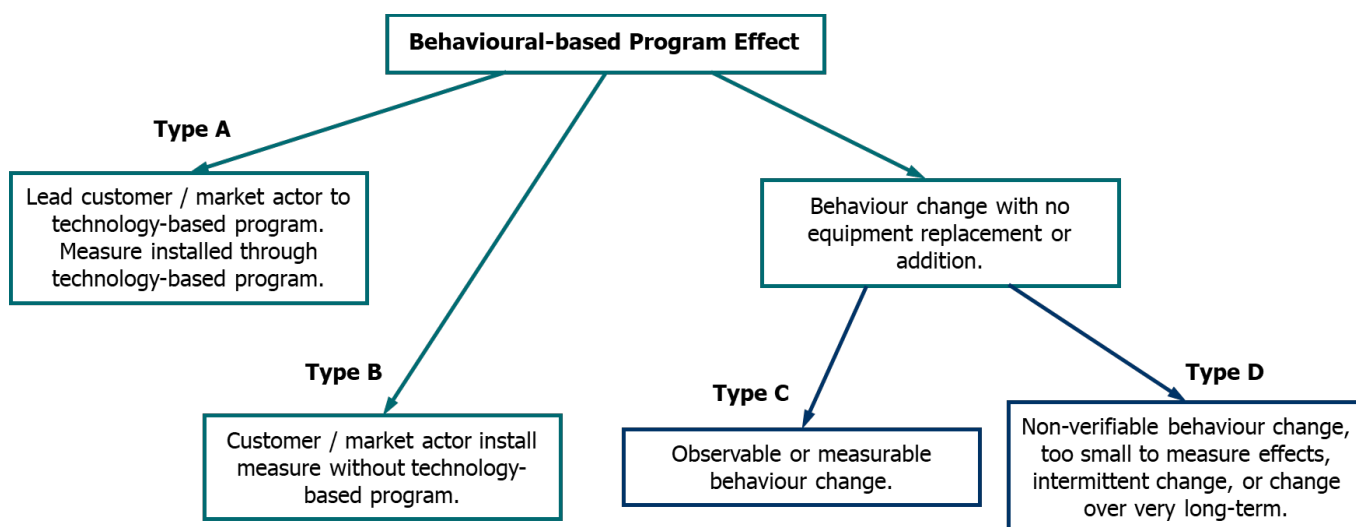 Behavioural-based Program Effect
Type A
Lead customer / market actor to
technology-based program.
Measure installed through
technology-based program.
Behaviour change with no
equipment replacement or
addition.
Type B
Customer / market actor install
measure without technology-
based program.
Type C
Observable or measurable
behaviour change.
Type D
Non-verifiable behaviour change,
too small to measure effects,
intermittent change, or change
over very long-term.